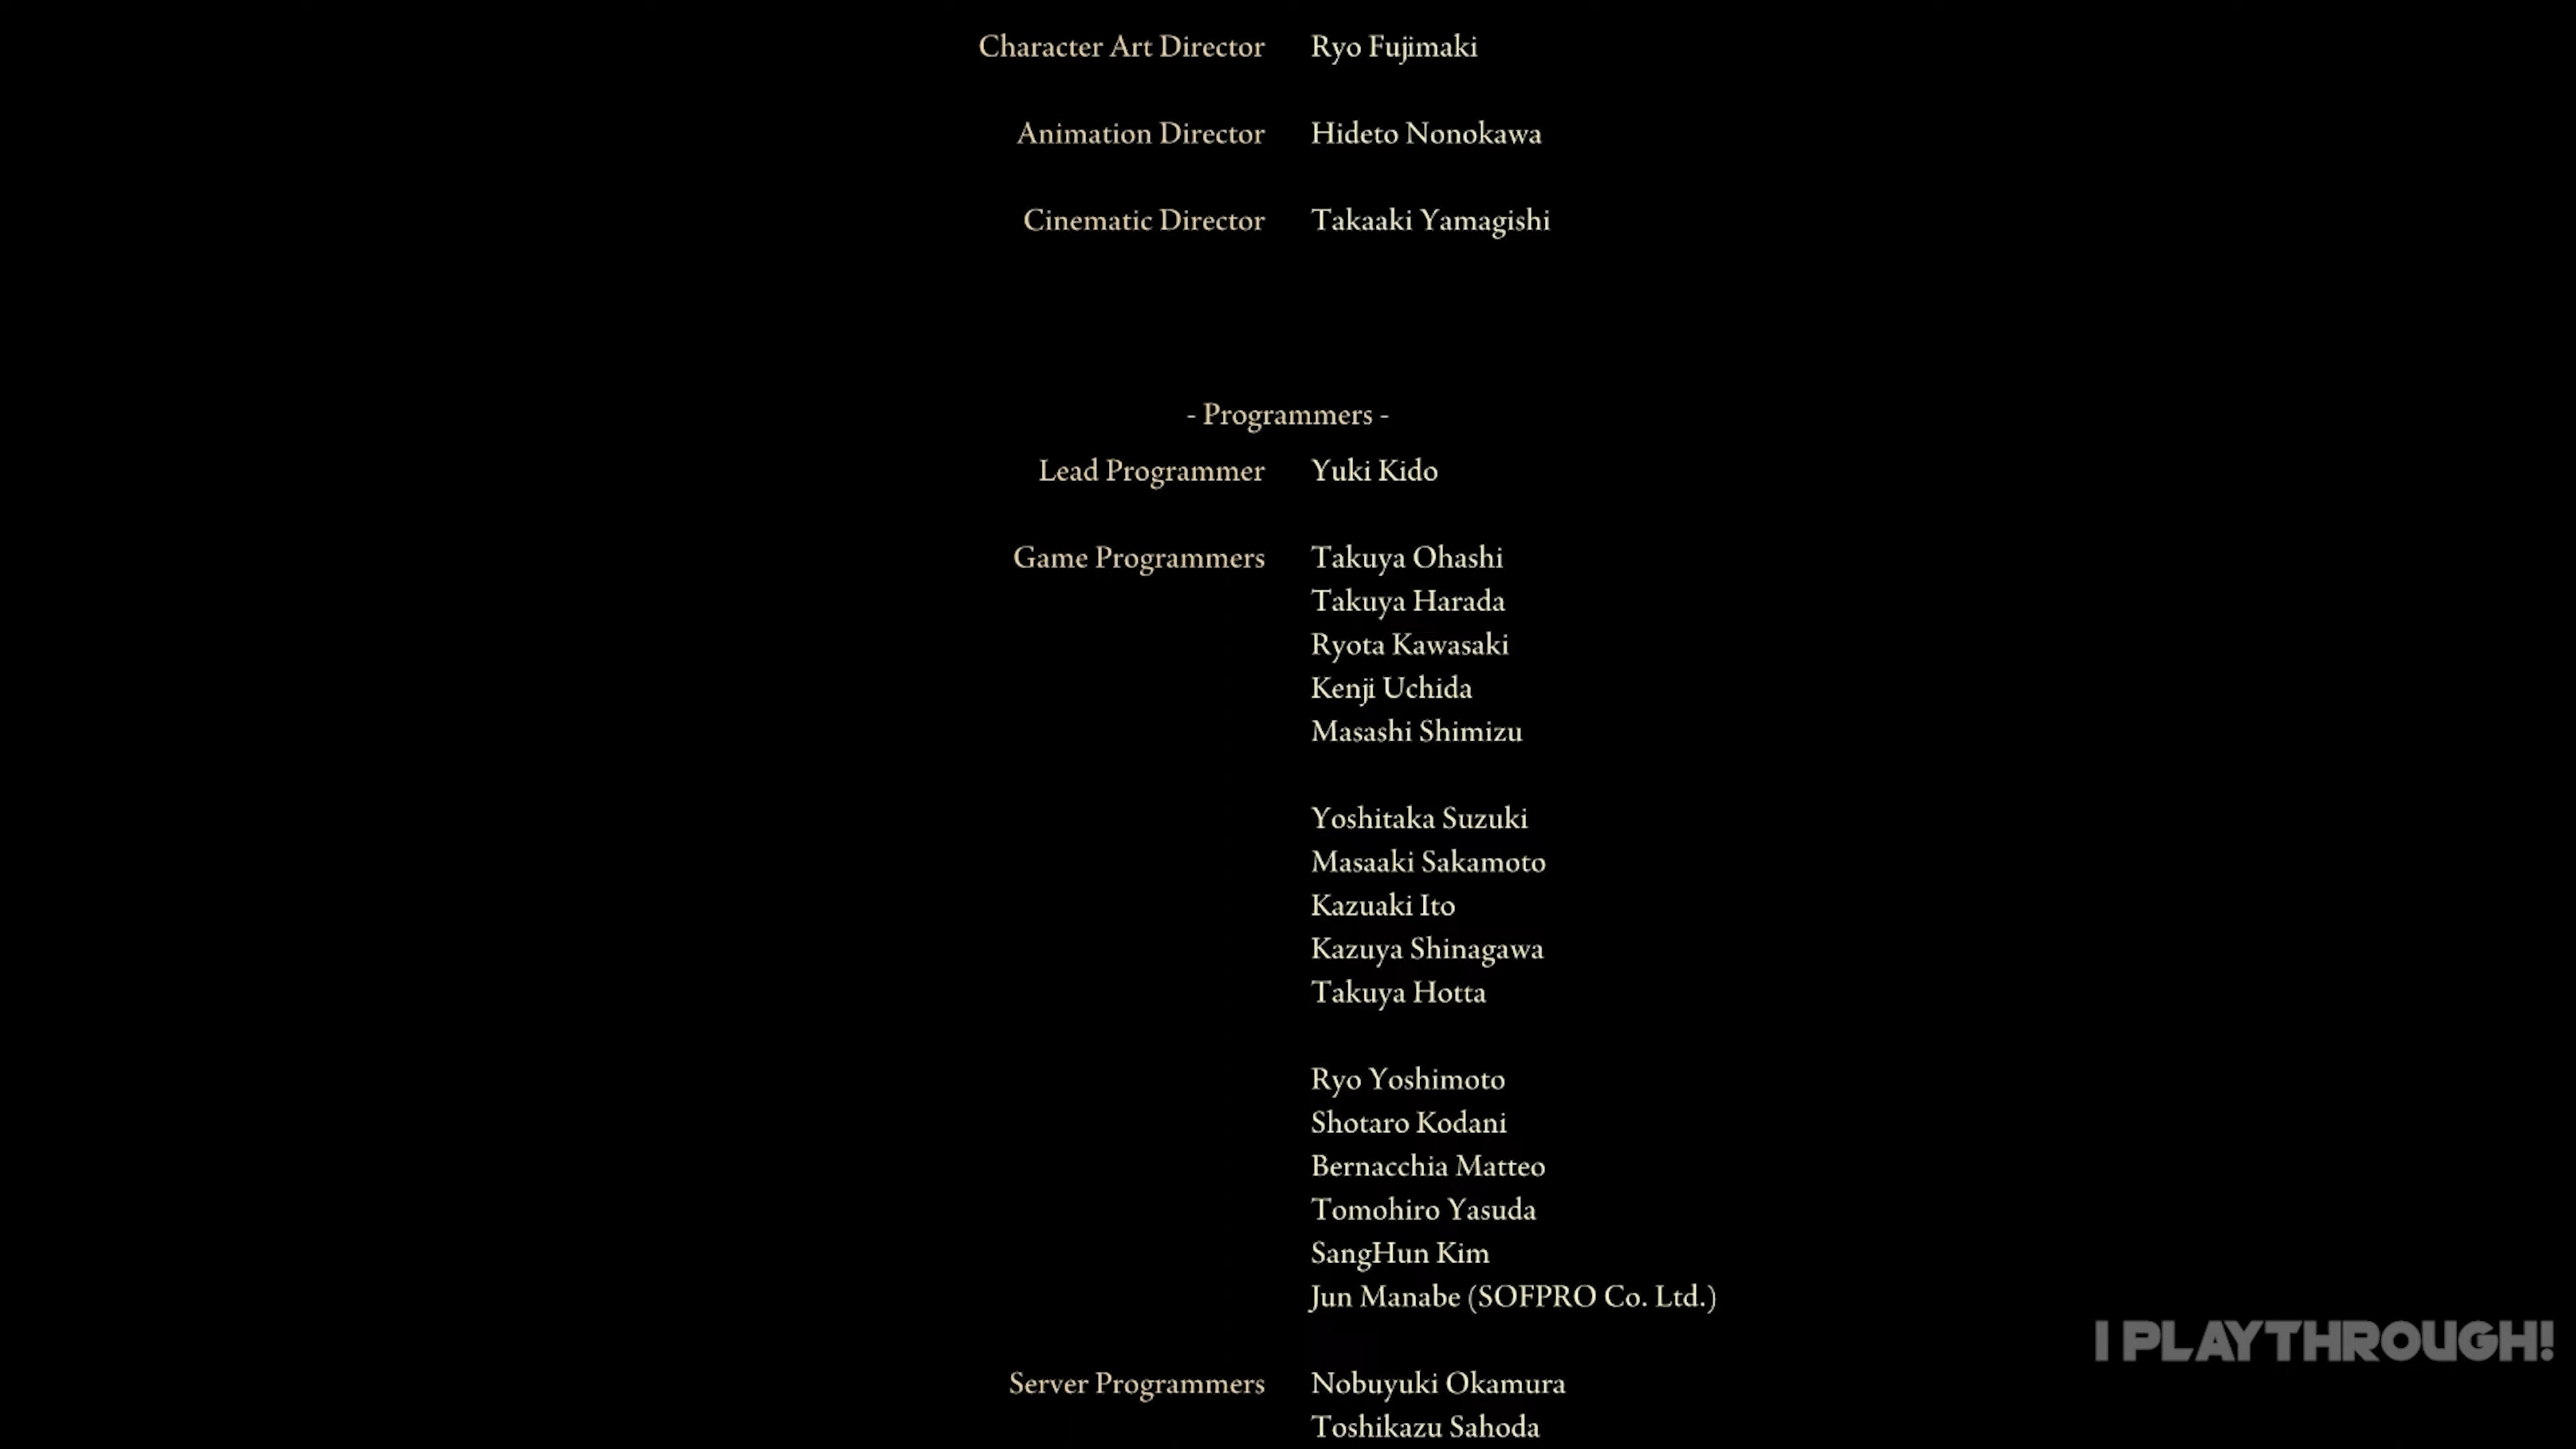 Character Art Director Ryo Fujimaki
Animation Director Hideto Nonokawa
Cinematic Director Takaaki Yamagishi
- Programmers -
Lead Programmer Yuki Kido
Game Programmers Takuya Ohashi
Takuya Harada
Ryota Kawasaki
Kenji Uchida
Masashi Shimizu
Yoshitaka Suzuki
Masaaki Sakamoto
Kazuaki Ito
Kazuya Shinagawa
Takuya Hotta
Ryo Yoshimoto
Shotaro Kodani
Bernacchia Matteo
Tomohiro Yasuda
SangHun Kim
Jun Manabe (SOFPRO Co. Ltd.)
I PLAYTHROUGH!
Server Programmers Nobuyuki Okamura
Toshikazu Sahoda